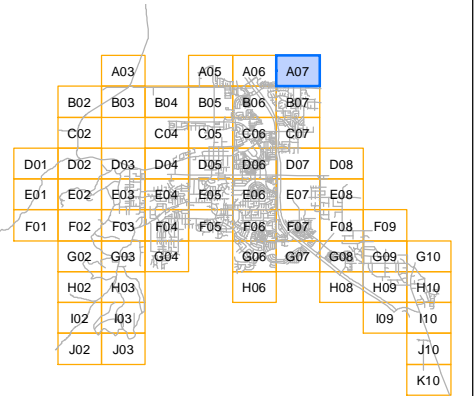 A03 A05 A06 A07
B02 B03 B04 B05 B06 B07
C02 C04 C05 C06 C07
D01 D02 D03 D04 D05 D06 D07 D08
E01 E02 E03 E04 E05 E06 E07 E08
F01 F02 F03 F04 F05 F06 F07 F08 F09
G02 G03 G04 G06 G07 G08 G09 G10
H02 H03 H06 H08 H09 H10
I02 I03 I09 I10
J02 J03 J10
K10